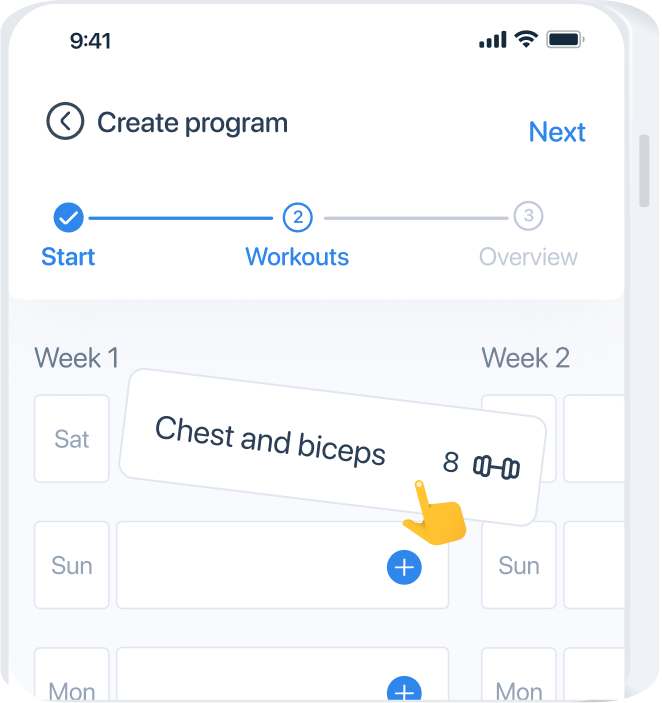 9:41
Create program
Next
2
3
Start
Workouts
Overview
Week 1
Week 2
Sat
Chest and biceps 8
Sun
Sun
Mon
Mon